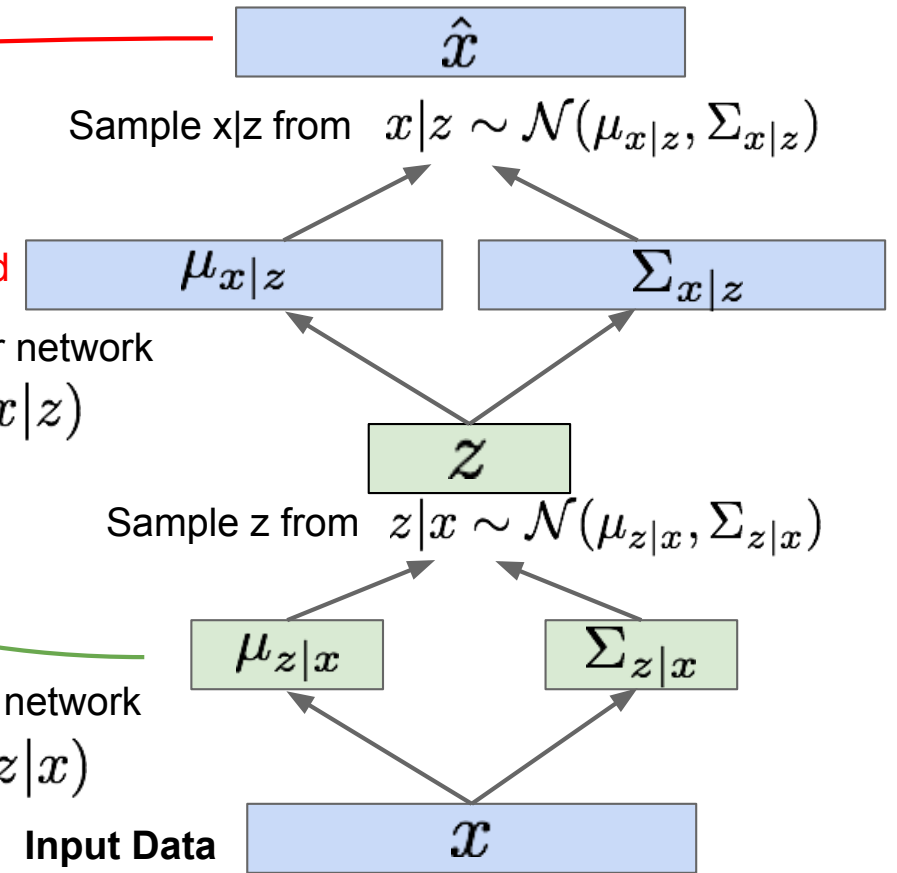 x̂
Sample x|z from x|z ∼ 𝒩(μ_{x|z}, Σ_{x|z})
μ_{x|z} Σ_{x|z}
network
x|z)
z
Sample z from z|x ∼ 𝒩(μ_{z|x}, Σ_{z|x})
μ_{z|x} Σ_{z|x}
network
z|x)
Input Data x